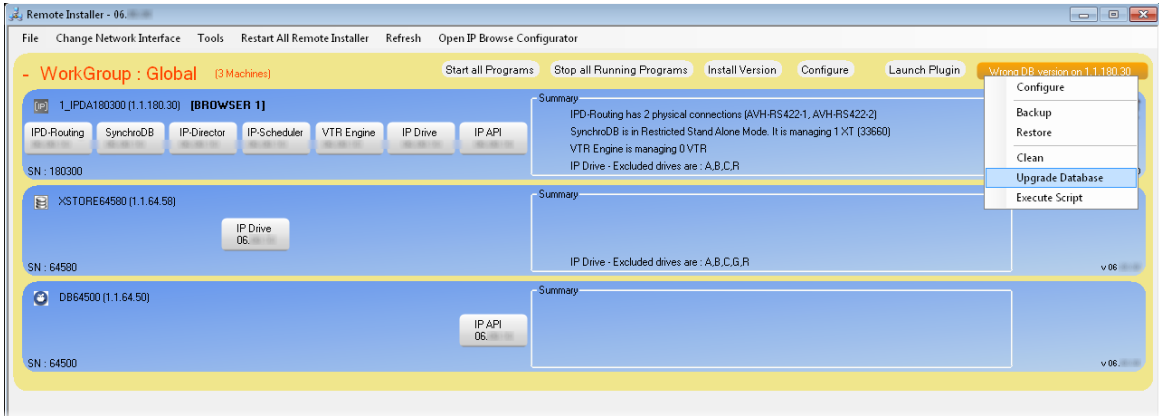 Remote Installer - 06.
File Change Network Interface Tools Restart All Remote Installer Refresh Open IP Browse Configurator
- WorkGroup : Global (3 Machines) Start all Programs Stop all Running Programs Install Version Configure Launch Plugin Wrong DB version on 1.1.180.30
Configure
Backup
Restore
Clean
Upgrade Database
Execute Script
1_IPDA180300 (1.1.180.30) [BROWSER 1]
IPD-Routing SynchroDB IP-Director IP-Scheduler VTR Engine IP Drive IP API
SN : 180300
Summary
IPD-Routing has 2 physical connections (AVH-RS422-1, AVH-RS422-2)
SynchroDB is in Restricted Stand Alone Mode. It is managing 1 XT (33660)
VTR Engine is managing 0 VTR
IP Drive - Excluded drives are : A,B,C,R
XSTORE64580 (1.1.64.58)
IP Drive
06.
SN : 64580
Summary
IP Drive - Excluded drives are : A,B,C,G,R
v 06
DB64500 (1.1.64.50)
IP API
06.
SN : 64500
Summary
v 06.